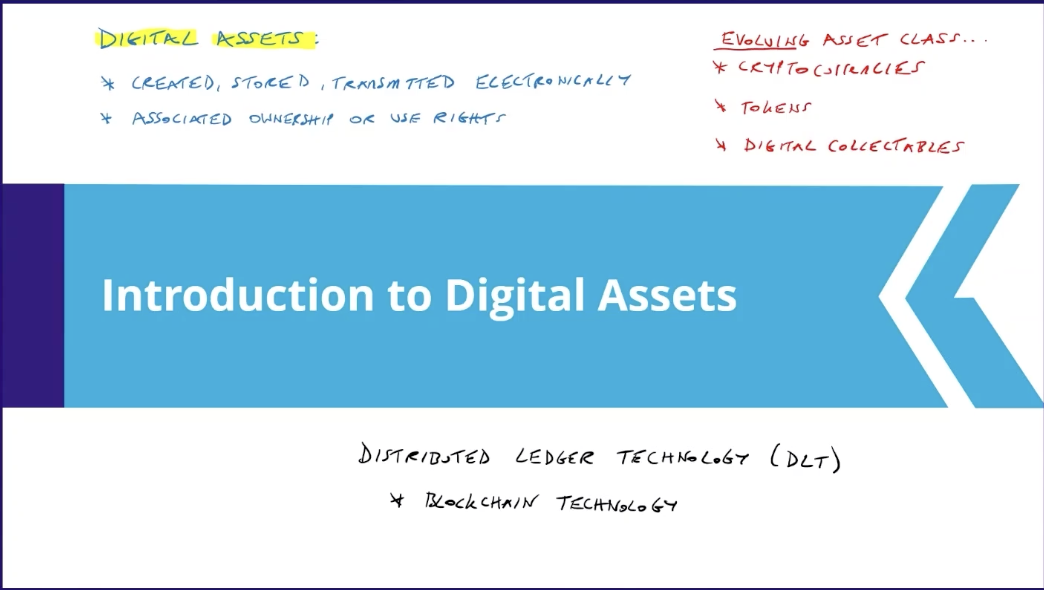 DIGITAL ASSETS:
* CREATED, STORED, TRANSMITTED ELECTRONICALLY
* ASSOCIATED OWNERSHIP OR USE RIGHTS
EVOLVING ASSET CLASS...
* CRYPTOCURRENCIES
* TOKENS
* DIGITAL COLLECTABLES
Introduction to Digital Assets
DISTRIBUTED LEDGER TECHNOLOGY (DLT)
* BLOCKCHAIN TECHNOLOGY